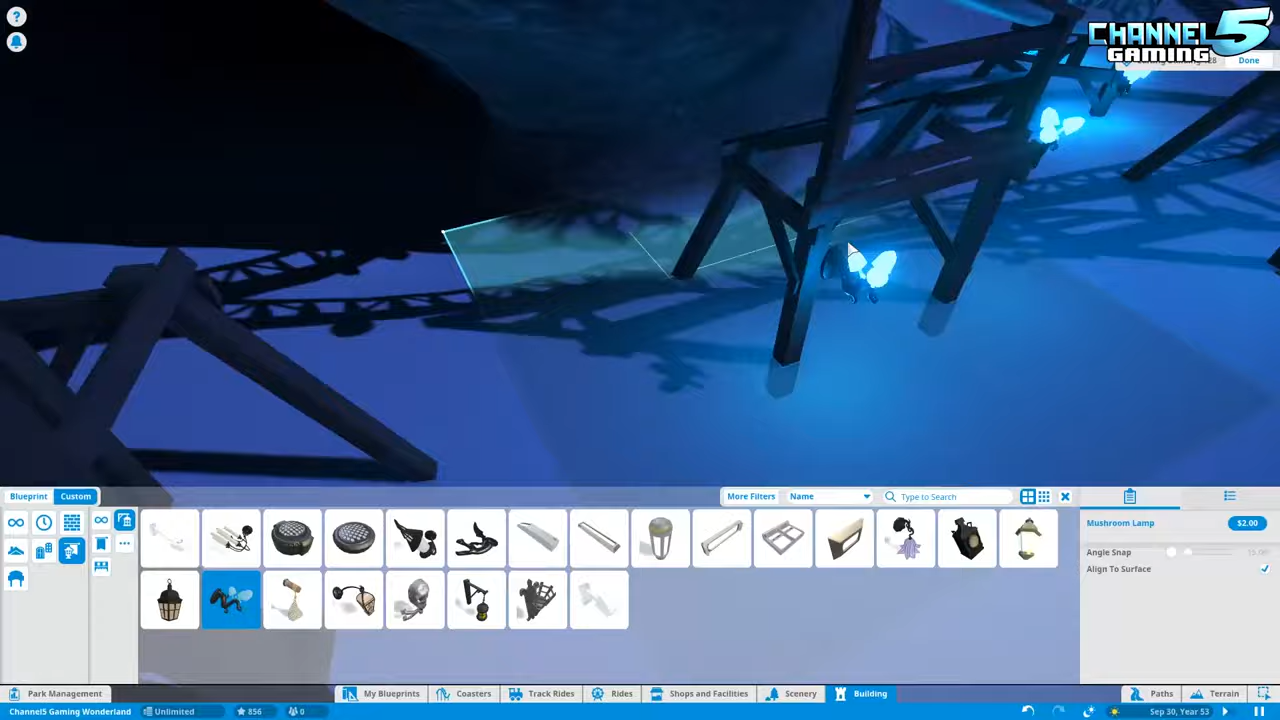 ?
CHANNEL 5
GAMING
Done
Blueprint
Custom
More Filters
Name
Type to Search
Mushroom Lamp
$2.00
Angle Snap
Align To Surface
Park Management
My Blueprints
Coasters
Track Rides
Rides
Shops and Facilities
Scenery
Building
Paths
Terrain
Channel5 Gaming Wonderland
Unlimited
856
0
Sep 30, Year 53